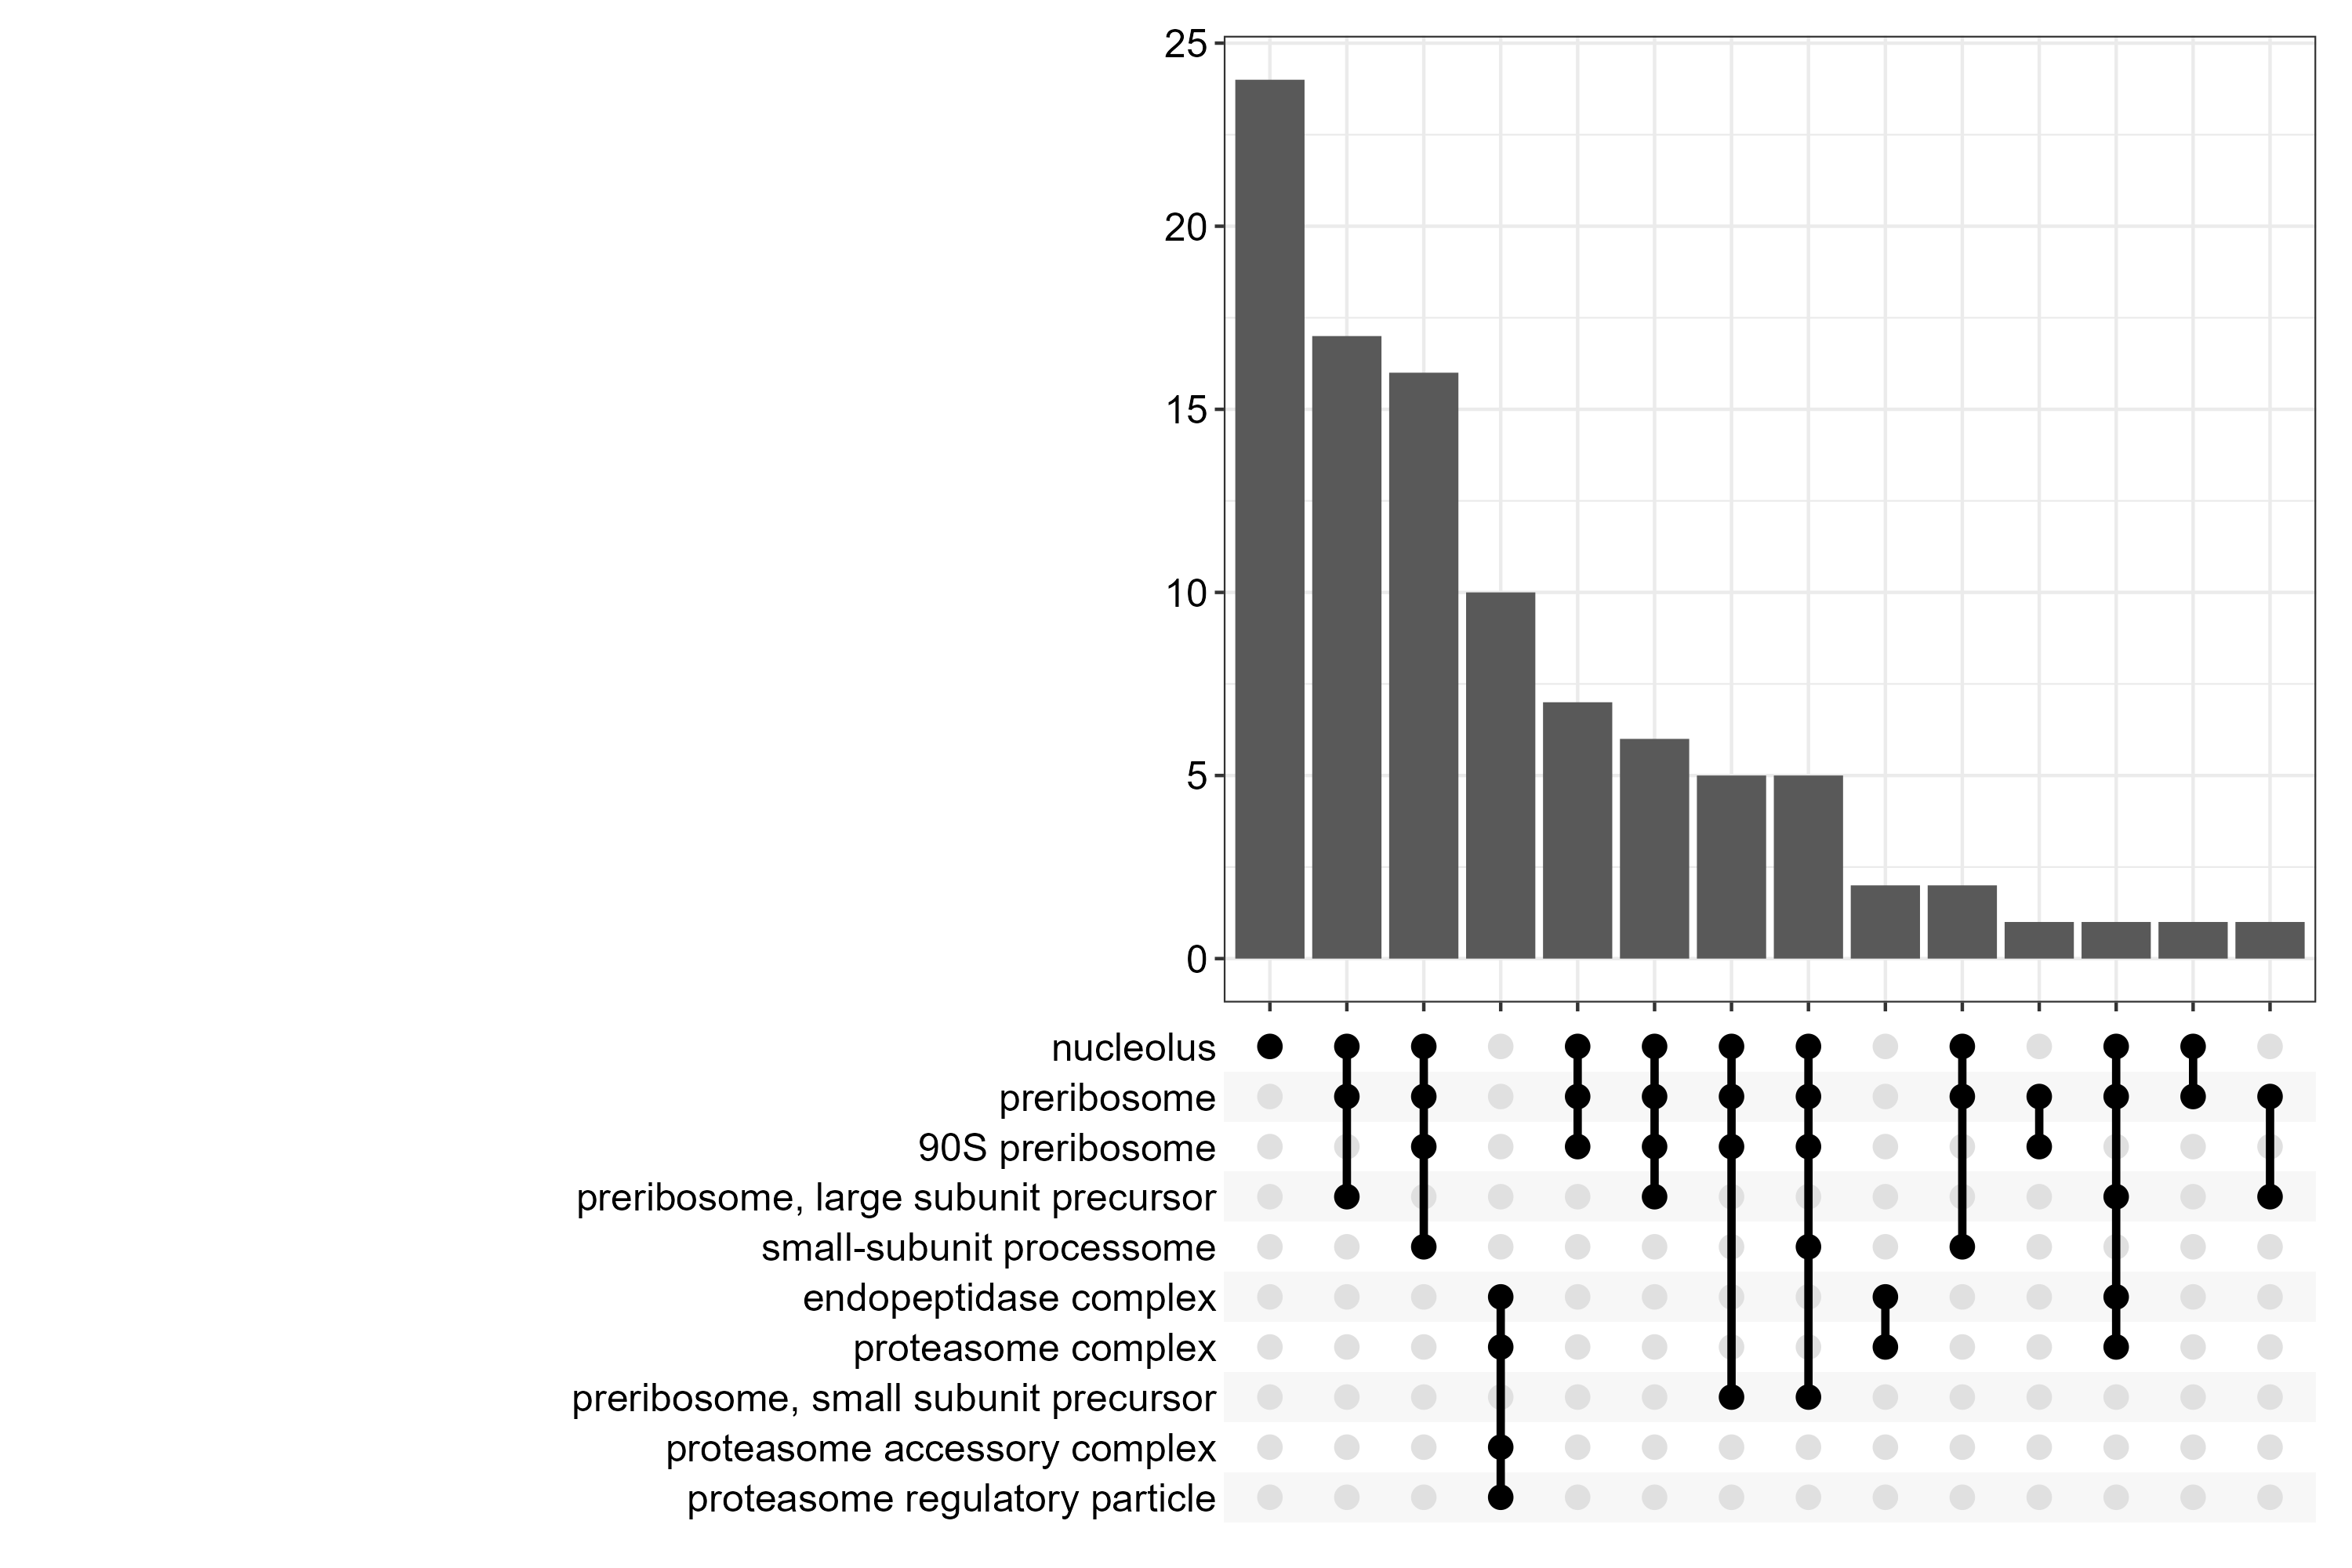 25
20
15
10
5
0
nucleolus
preribosome
90S preribosome
preribosome, large subunit precursor
small-subunit processome
endopeptidase complex
proteasome complex
preribosome, small subunit precursor
proteasome accessory complex
proteasome regulatory particle